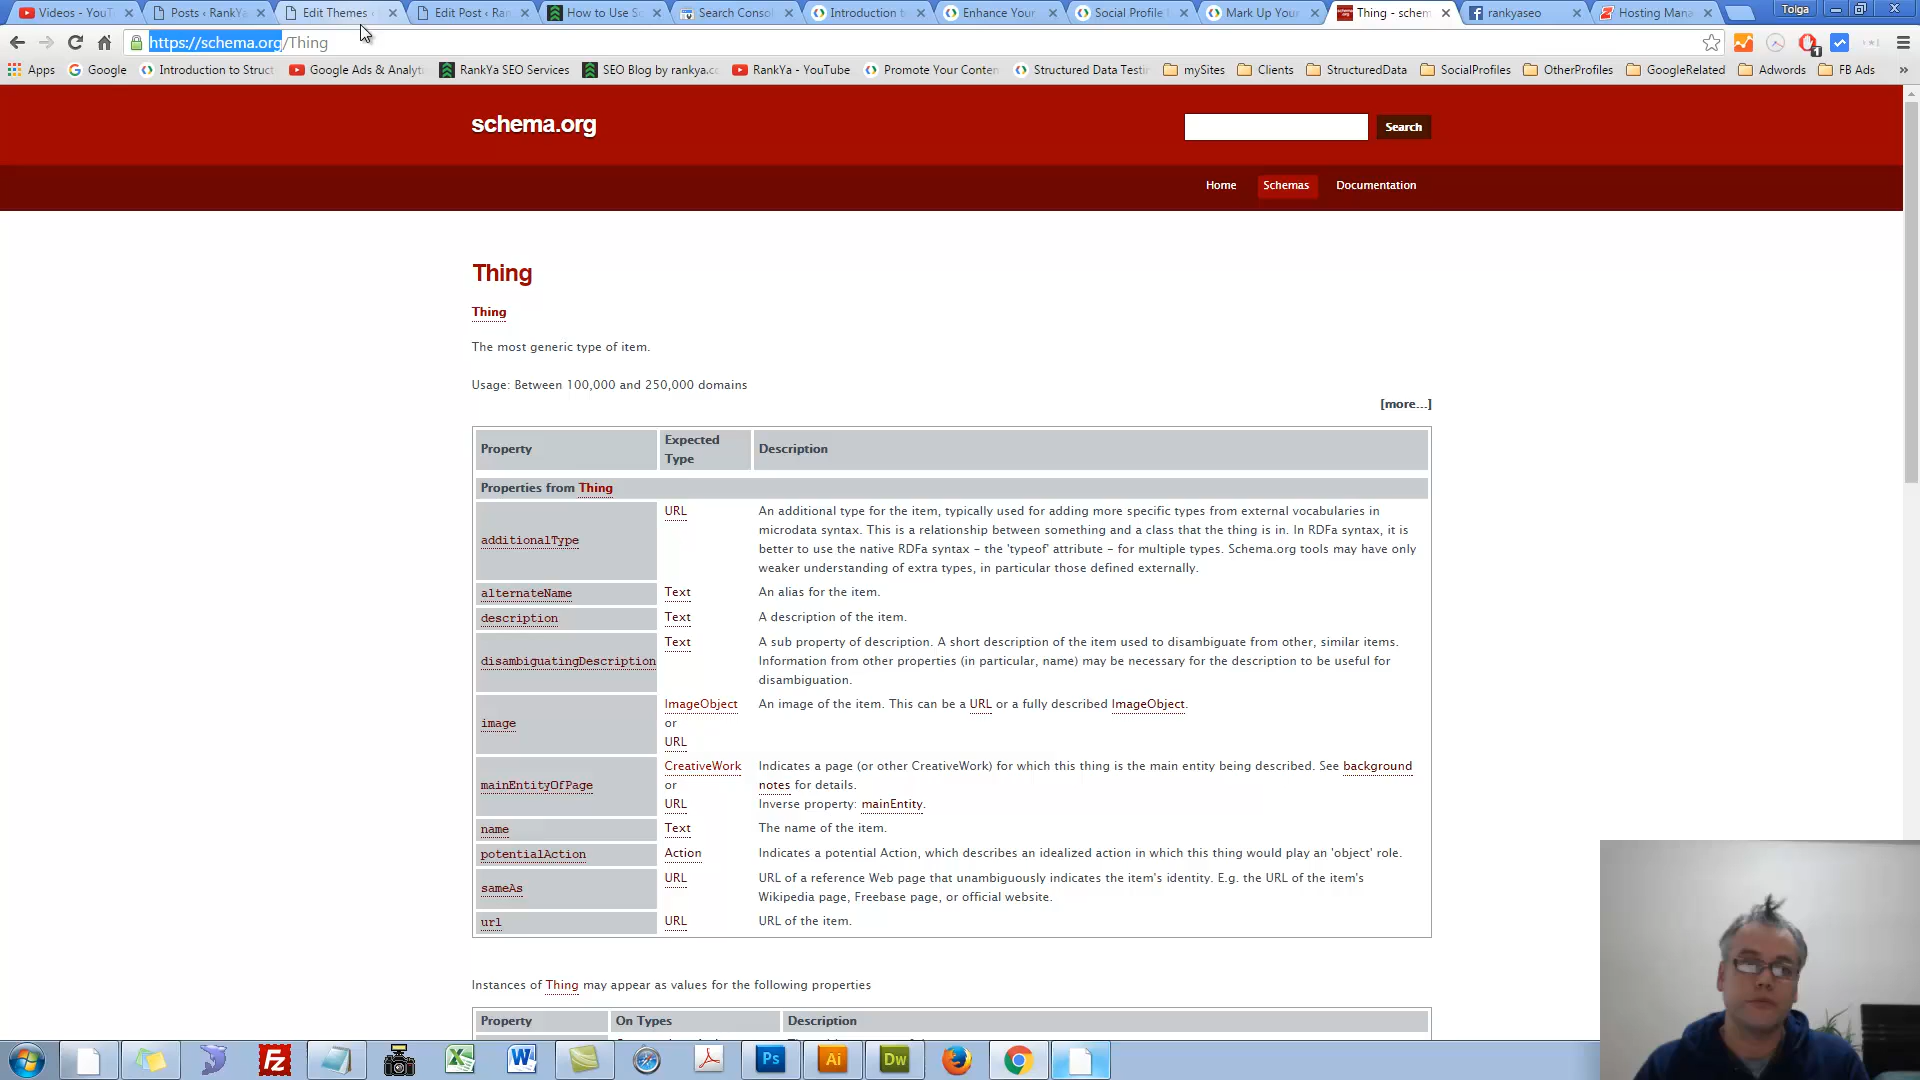 Videos - YouT
Posts ‹ RankY
Edit Themes ‹
Edit Post ‹ Ra
How to Use S
Search Conso
Introduction t
Enhance Your
Social Profile
Mark Up Your
Thing - schem
rankyaseo
Hosting Mana
Tolga
https://schema.org/Thing
1
Apps
Google
Introduction to Struct
Google Ads & Analyt
RankYa SEO Services
SEO Blog by rankya.co
RankYa - YouTube
Promote Your Conten
Structured Data Testi
mySites
Clients
StructuredData
SocialProfiles
OtherProfiles
GoogleRelated
Adwords
FB Ads
»
schema.org
Search
Home
Schemas
Documentation
Thing
Thing
The most generic type of item.
Usage: Between 100,000 and 250,000 domains
[more...]
Property
Expected
Type
Description
Properties from Thing
additionalType
URL
An additional type for the item, typically used for adding more specific types from external vocabularies in
microdata syntax. This is a relationship between something and a class that the thing is in. In RDFa syntax, it is
better to use the native RDFa syntax - the 'typeof' attribute - for multiple types. Schema.org tools may have only
weaker understanding of extra types, in particular those defined externally.
alternateName
Text
An alias for the item.
description
Text
A description of the item.
disambiguatingDescription
Text
A sub property of description. A short description of the item used to disambiguate from other, similar items.
Information from other properties (in particular, name) may be necessary for the description to be useful for
disambiguation.
image
ImageObject
or
URL
An image of the item. This can be a URL or a fully described ImageObject.
mainEntityOfPage
CreativeWork
or
URL
Indicates a page (or other CreativeWork) for which this thing is the main entity being described. See background
notes for details.
Inverse property: mainEntity.
name
Text
The name of the item.
potentialAction
Action
Indicates a potential Action, which describes an idealized action in which this thing would play an 'object' role.
sameAs
URL
URL of a reference Web page that unambiguously indicates the item's identity. E.g. the URL of the item's
Wikipedia page, Freebase page, or official website.
url
URL
URL of the item.
Instances of Thing may appear as values for the following properties
Property
On Types
Description
Fz
Ps
Ai
Dw